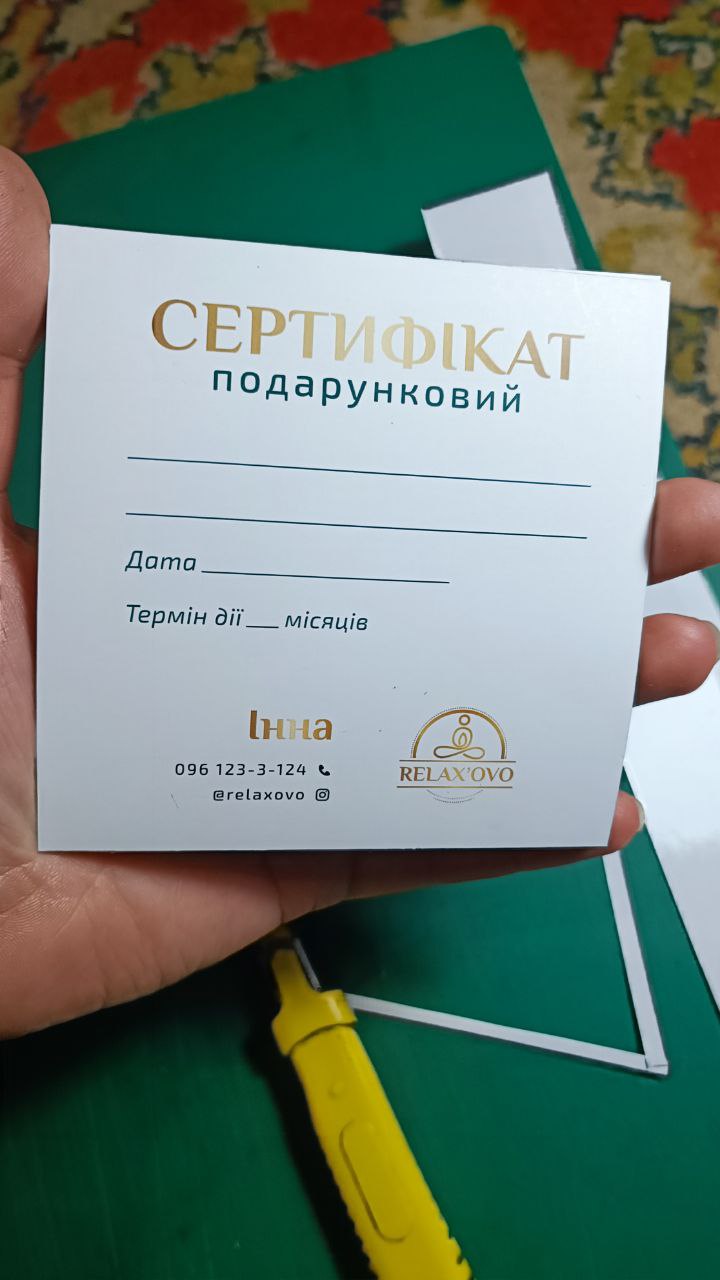 СЕРТИФІКАТ
подарунковий
Дата
Термін дії ___ місяців
Інна
096 123-3-124
@relaxovo
RELAX'OVO